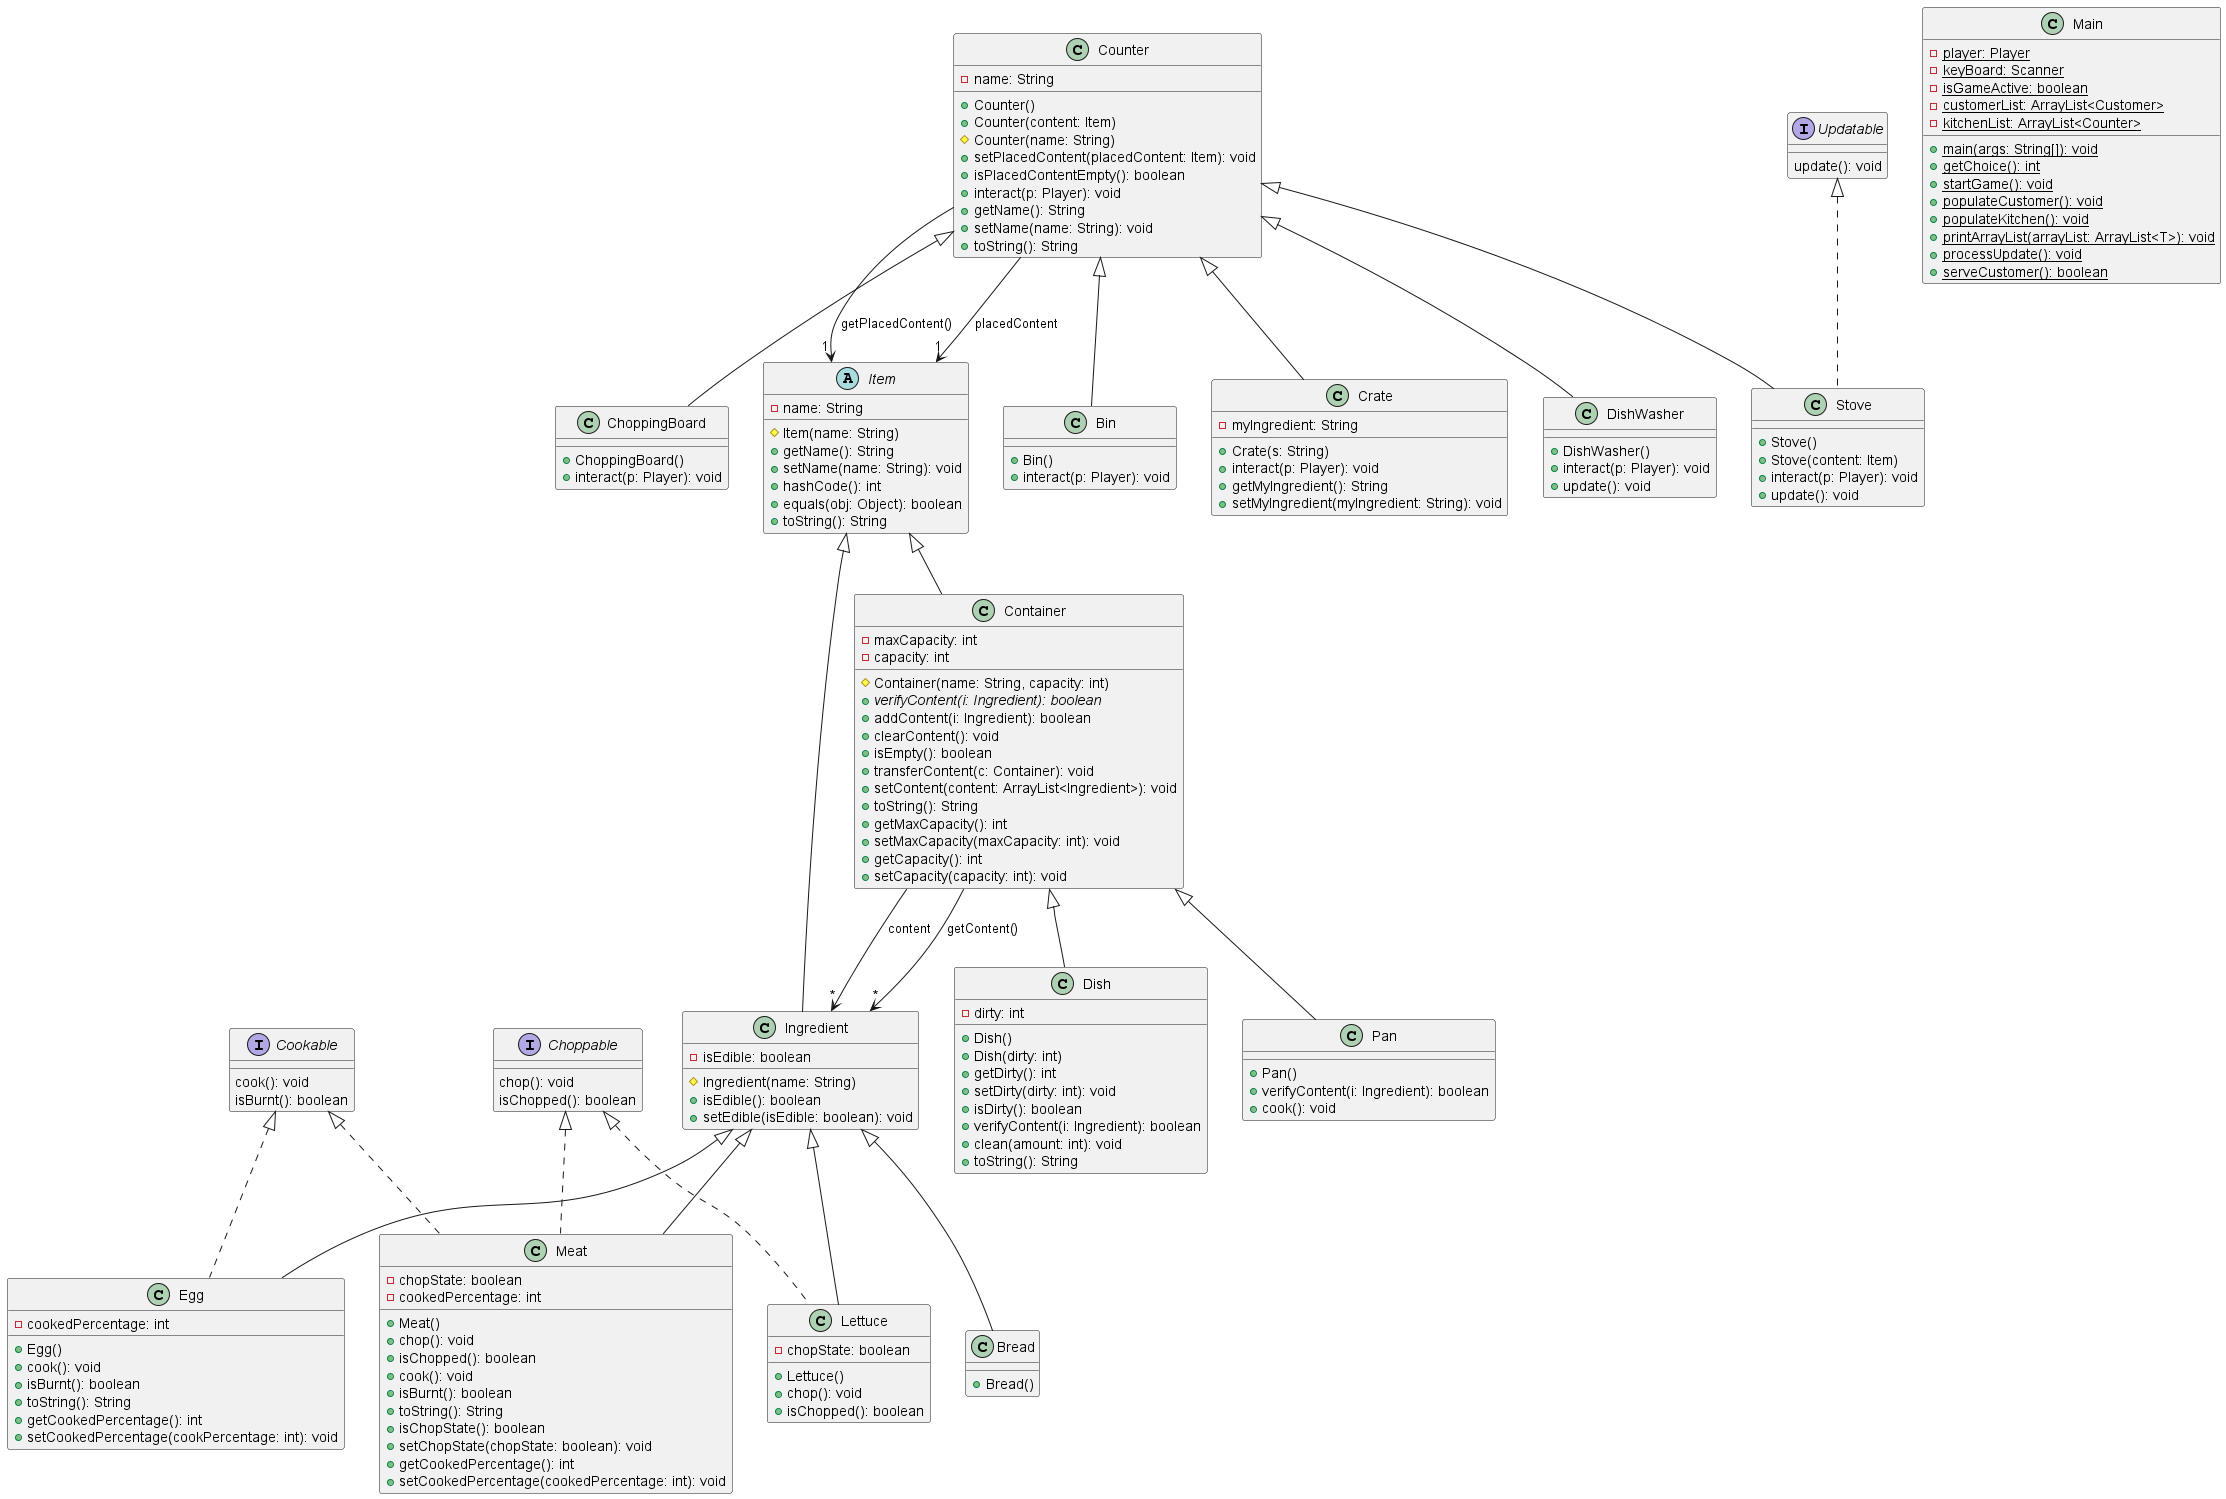 C Counter
name: String
Counter()
Counter(content: Item)
Counter(name: String)
setPlacedContent(placedContent: Item): void
isPlacedContentEmpty(): boolean
interact(p: Player): void
getName(): String
setName(name: String): void
toString(): String
C Main
player: Player
keyBoard: Scanner
isGameActive: boolean
customerList: ArrayList<Customer>
kitchenList: ArrayList<Counter>
main(args: String[]): void
getChoice(): int
startGame(): void
populateCustomer(): void
populateKitchen(): void
printArrayList(arrayList: ArrayList<T>): void
processUpdate(): void
serveCustomer(): boolean
I Updatable
update(): void
getPlacedContent()
placedContent
1
1
C ChoppingBoard
ChoppingBoard()
interact(p: Player): void
A Item
name: String
Item(name: String)
getName(): String
setName(name: String): void
hashCode(): int
equals(obj: Object): boolean
toString(): String
C Bin
Bin()
interact(p: Player): void
C Crate
myIngredient: String
Crate(s: String)
interact(p: Player): void
getMyIngredient(): String
setMyIngredient(myIngredient: String): void
C DishWasher
DishWasher()
interact(p: Player): void
update(): void
C Stove
Stove()
Stove(content: Item)
interact(p: Player): void
update(): void
C Container
maxCapacity: int
capacity: int
Container(name: String, capacity: int)
verifyContent(i: Ingredient): boolean
addContent(i: Ingredient): boolean
clearContent(): void
isEmpty(): boolean
transferContent(c: Container): void
setContent(content: ArrayList<Ingredient>): void
toString(): String
getMaxCapacity(): int
setMaxCapacity(maxCapacity: int): void
getCapacity(): int
setCapacity(capacity: int): void
content
getContent()
*
*
I Cookable
cook(): void
isBurnt(): boolean
I Choppable
chop(): void
isChopped(): boolean
C Ingredient
isEdible: boolean
Ingredient(name: String)
isEdible(): boolean
setEdible(isEdible: boolean): void
C Dish
dirty: int
Dish()
Dish(dirty: int)
getDirty(): int
setDirty(dirty: int): void
isDirty(): boolean
verifyContent(i: Ingredient): boolean
clean(amount: int): void
toString(): String
C Pan
Pan()
verifyContent(i: Ingredient): boolean
cook(): void
C Egg
cookedPercentage: int
Egg()
cook(): void
isBurnt(): boolean
toString(): String
getCookedPercentage(): int
setCookedPercentage(cookPercentage: int): void
C Meat
chopState: boolean
cookedPercentage: int
Meat()
chop(): void
isChopped(): boolean
cook(): void
isBurnt(): boolean
toString(): String
isChopState(): boolean
setChopState(chopState: boolean): void
getCookedPercentage(): int
setCookedPercentage(cookedPercentage: int): void
C Lettuce
chopState: boolean
Lettuce()
chop(): void
isChopped(): boolean
C Bread
Bread()